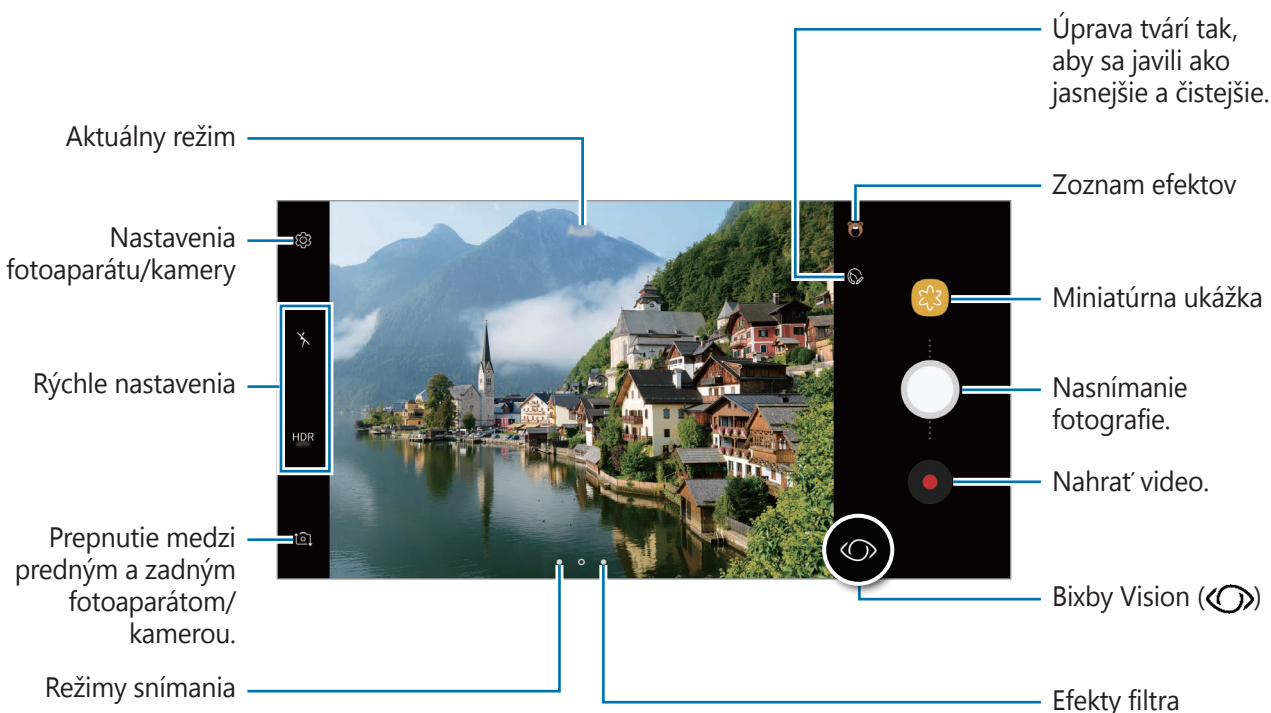 Úprava tvárí tak,
aby sa javili ako
jasnejšie a čistejšie.
Aktuálny režim
Zoznam efektov
Nastavenia
fotoaparátu/kamery
Miniatúrna ukážka
Rýchle nastavenia
Nasnímanie
fotografie.
HDR
Nahrať video.
Prepnutie medzi
predným a zadným
fotoaparátom/
kamerou.
Bixby Vision ()
Režimy snímania
Efekty filtra